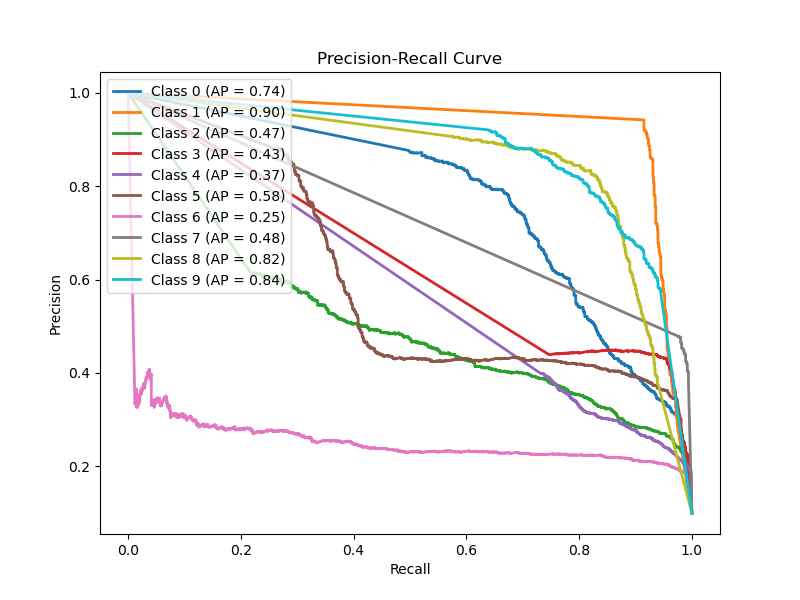 Precision-Recall Curve
1.0
0.8
0.6
0.4
0.2
Precision
Class 0 (AP = 0.74)
Class 1 (AP = 0.90)
Class 2 (AP = 0.47)
Class 3 (AP = 0.43)
Class 4 (AP = 0.37)
Class 5 (AP = 0.58)
Class 6 (AP = 0.25)
Class 7 (AP = 0.48)
Class 8 (AP = 0.82)
Class 9 (AP = 0.84)
0.0 0.2 0.4 0.6 0.8 1.0
Recall